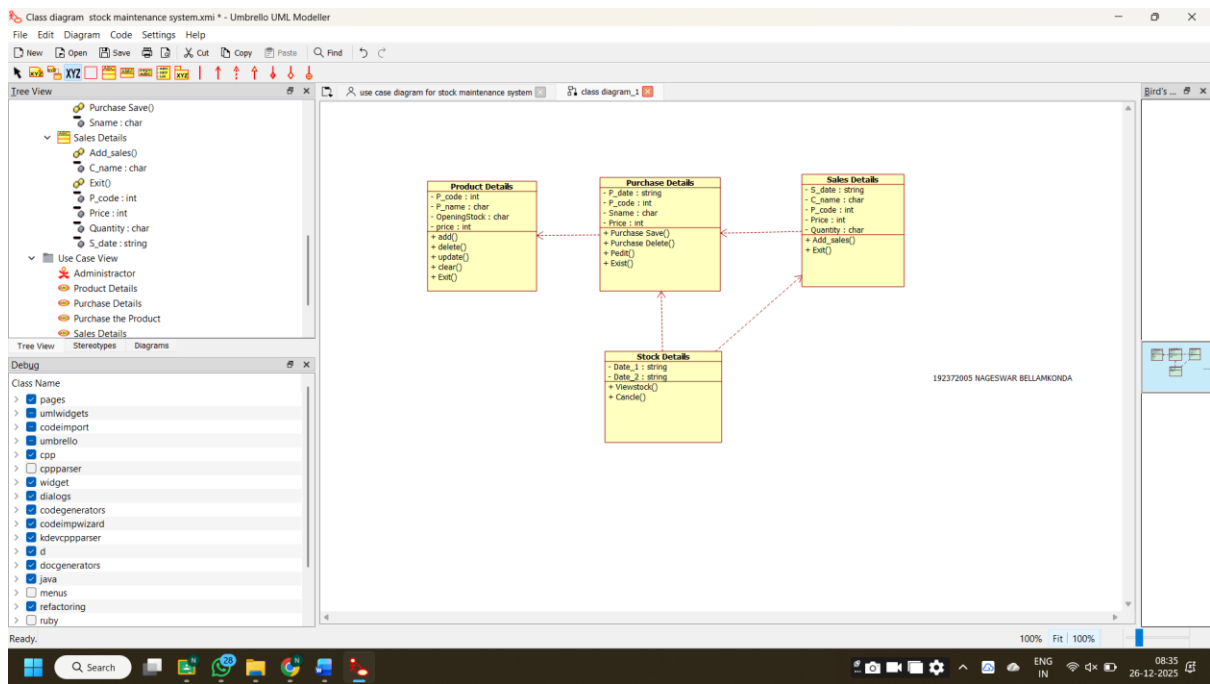 Class diagram stock maintenance system.xmi * - Umbrello UML Modeller
File Edit Diagram Code Settings Help
New Open Save Cut Copy Paste Find
XYZ XYZ
Tree View
Purchase Save()
Sname : char
Sales Details
Add_sales()
C_name : char
Exit()
P_code : int
Price : int
Quantity : char
S_date : string
Use Case View
Administractor
Product Details
Purchase Details
Purchase the Product
Sales Details
Tree View Stereotypes Diagrams
Debug
Class Name
pages
umlwidgets
codeimport
umbrello
cpp
cppparser
widget
dialogs
codegenerators
codeimpwizard
kdevcppparser
d
docgenerators
java
menus
refactoring
ruby
use case diagram for stock maintenance system class diagram_1
Product Details
- P_code : int
- P_name : char
- OpeningStock : char
- price : int
+ add()
+ delete()
+ update()
+ clear()
+ Exit()
Purchase Details
- P_date : string
- P_code : int
- Sname : char
- Price : int
+ Purchase Save()
+ Purchase Delete()
+ Pedit()
+ Exist()
Sales Details
- S_date : string
- C_name : char
- P_code : int
- Price : int
- Quantity : char
+ Add_sales()
+ Exit()
Stock Details
- Date_1 : string
- Date_2 : string
+ Viewstock()
+ Cancle()
192372005 NAGESWAR BELLAMKONDA
Bird's ...
Ready.
100% Fit 100%
Search
28
ENG
IN
08:35
26-12-2025